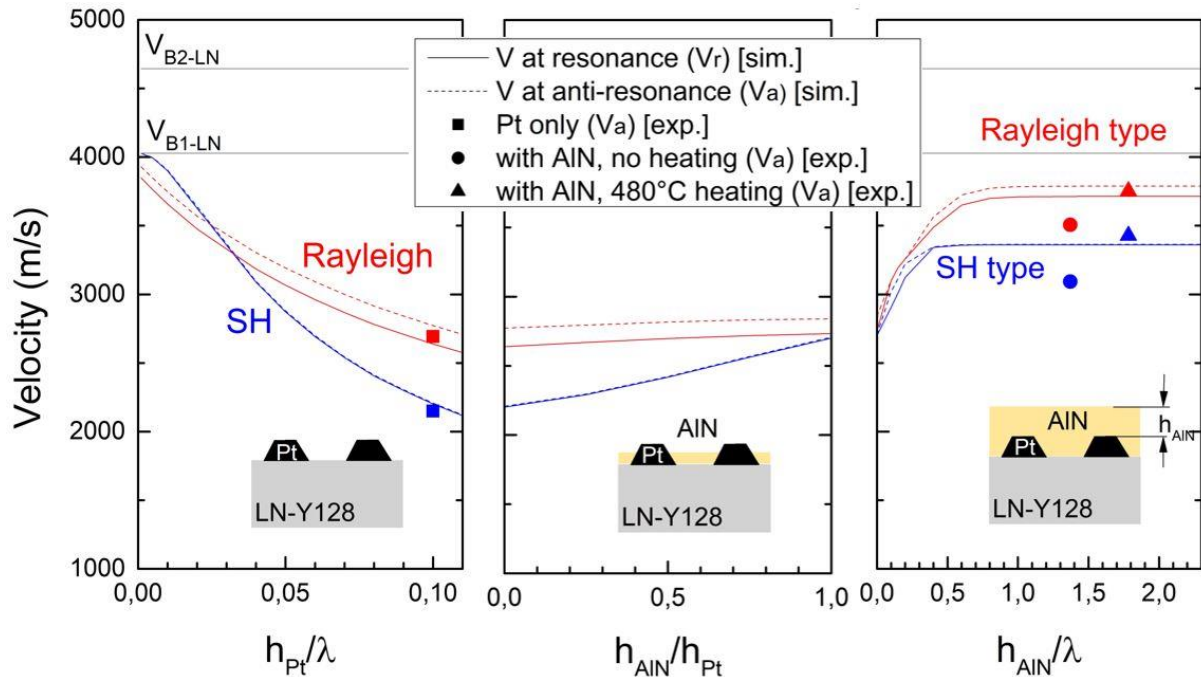 5000
4000
3000
2000
1000
Velocity (m/s)
V_B2-LN
V_B1-LN
V at resonance (Vr) [sim.]
V at anti-resonance (Va) [sim.]
Pt only (Va) [exp.]
with AlN, no heating (Va) [exp.]
with AlN, 480°C heating (Va) [exp.]
Rayleigh
SH
Pt
LN-Y128
0,00 0,05 0,10
h_Pt/λ
AlN
Pt
LN-Y128
0,0 0,5 1,0
h_AlN/h_Pt
Rayleigh type
SH type
AlN
h_AlN
Pt
LN-Y128
0,0 0,5 1,0 1,5 2,0
h_AlN/λ